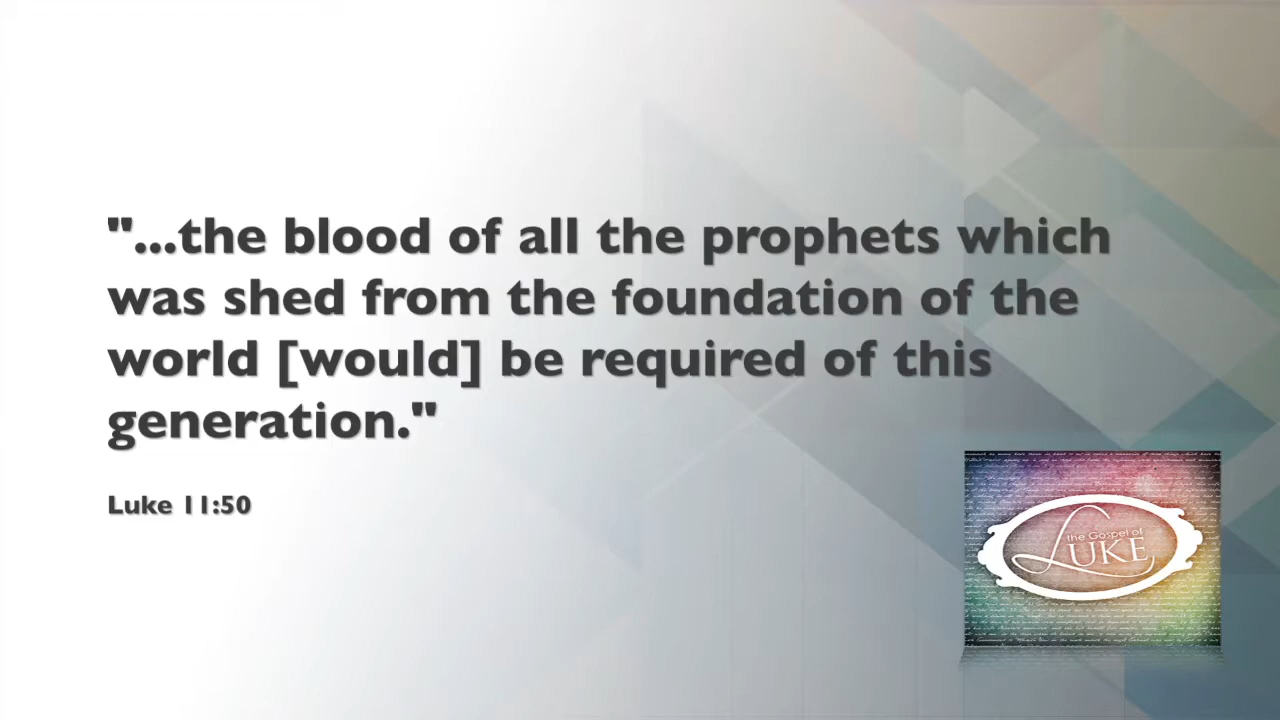 "...the blood of all the prophets which
was shed from the foundation of the
world [would] be required of this
generation."
Luke 11:50
the Gospel of
LUKE